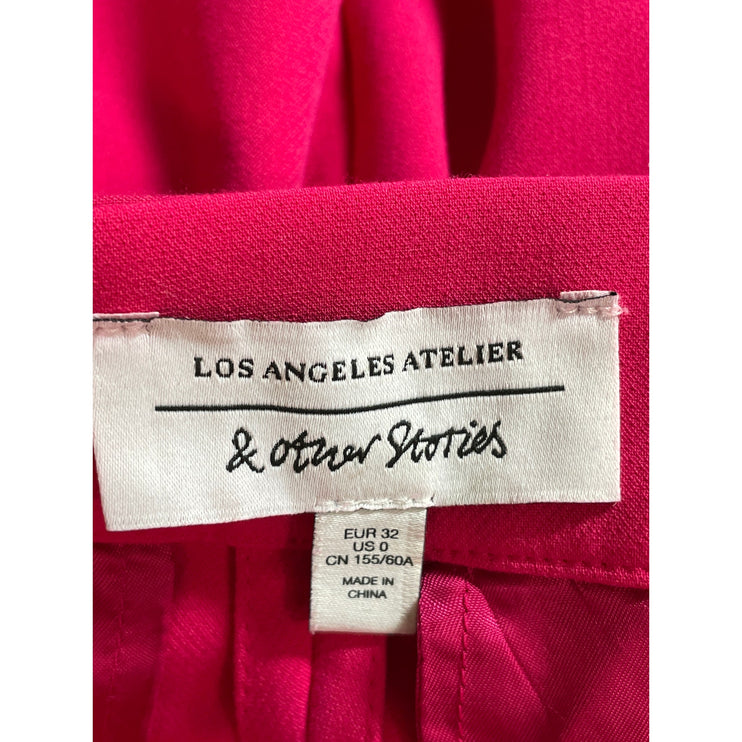 LOS ANGELES ATELIER
& other Stories
EUR 32
US 0
CN 155/60A
MADE IN
CHINA